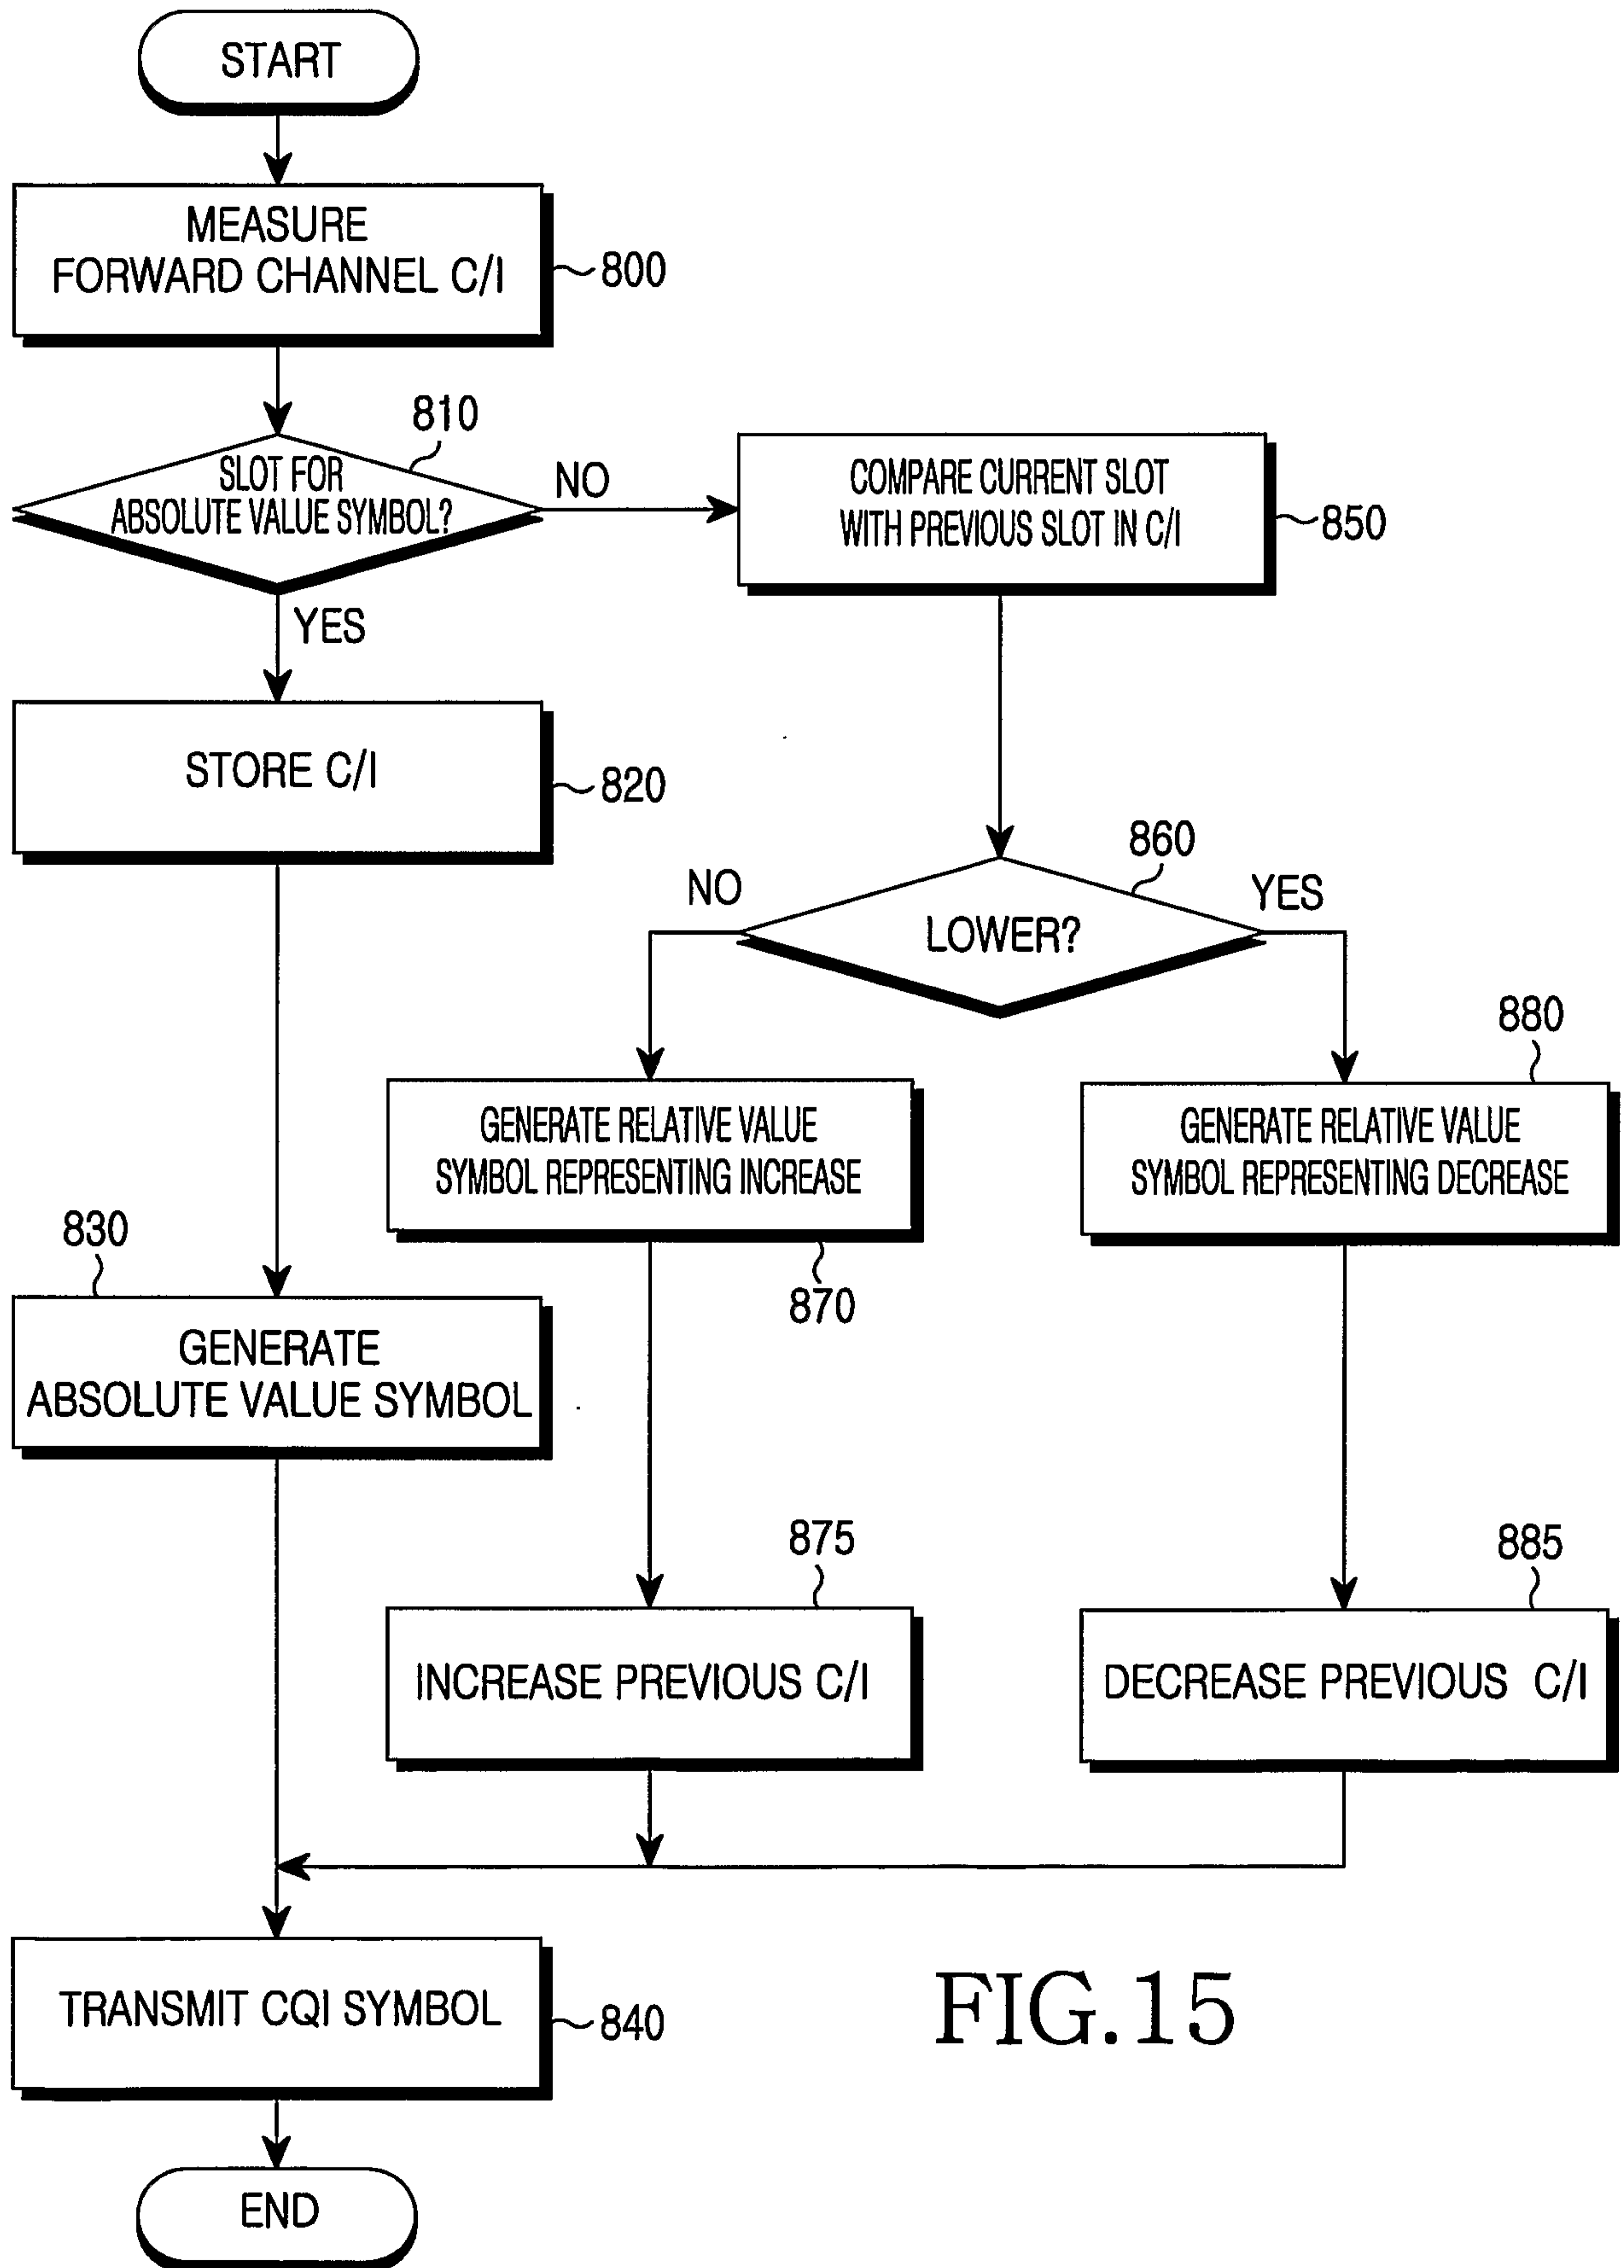 START
MEASURE
FORWARD CHANNEL C/I
800
810
SLOT FOR
ABSOLUTE VALUE SYMBOL?
NO
YES
COMPARE CURRENT SLOT
WITH PREVIOUS SLOT IN C/I
850
STORE C/I
820
860
NO
LOWER?
YES
880
GENERATE RELATIVE VALUE
SYMBOL REPRESENTING INCREASE
870
GENERATE RELATIVE VALUE
SYMBOL REPRESENTING DECREASE
830
GENERATE
ABSOLUTE VALUE SYMBOL
875
INCREASE PREVIOUS C/I
885
DECREASE PREVIOUS C/I
TRANSMIT CQI SYMBOL
840
FIG.15
END